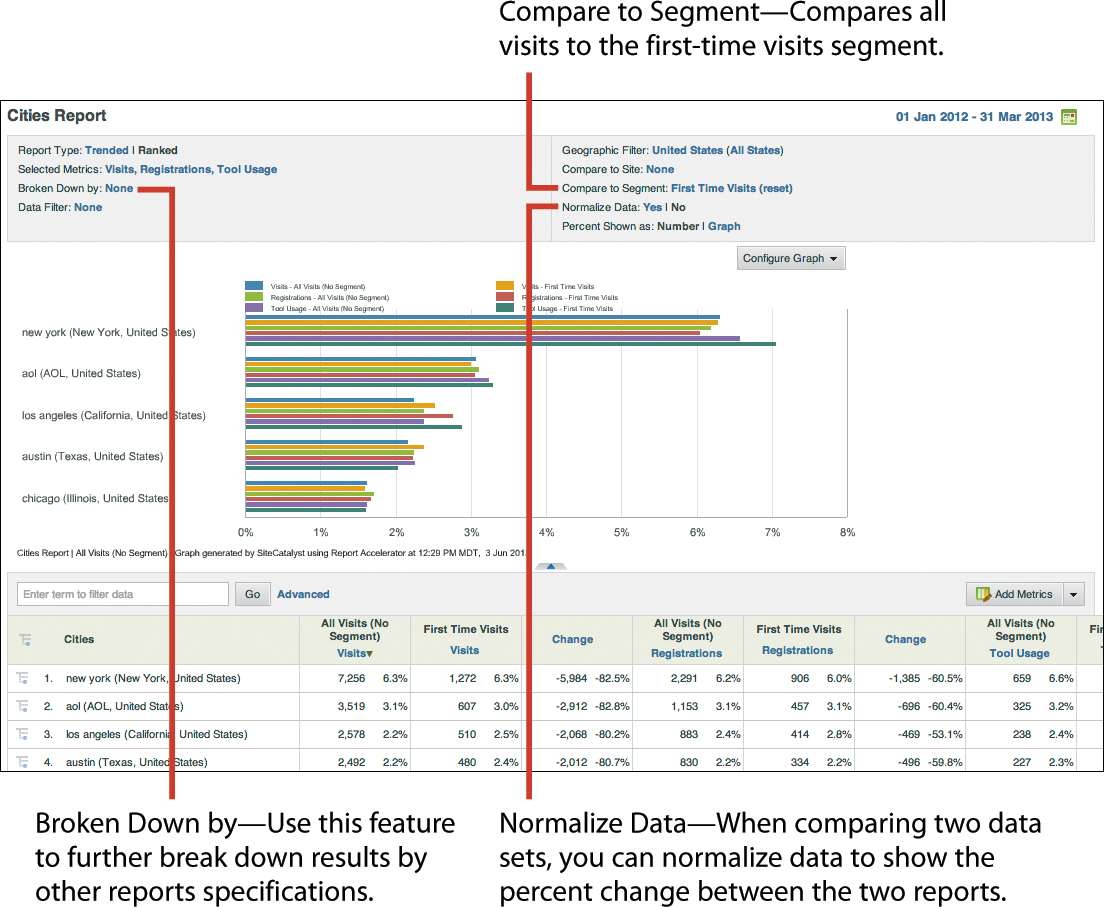 Compare to Segment—Compares all
visits to the first-time visits segment.
Cities Report
01 Jan 2012 - 31 Mar 2013
Report Type: Trended | Ranked
Selected Metrics: Visits, Registrations, Tool Usage
Broken Down by: None
Data Filter: None
Geographic Filter: United States (All States)
Compare to Site: None
Compare to Segment: First Time Visits (reset)
Normalize Data: Yes | No
Percent Shown as: Number | Graph
Configure Graph
Visits - All Visits (No Segment)
Registrations - All Visits (No Segment)
Tool Usage - All Visits (No Segment)
Visits - First Time Visits
Registrations - First Time Visits
Tool Usage - First Time Visits
new york (New York, United States)
aol (AOL, United States)
los angeles (California, United States)
austin (Texas, United States)
chicago (Illinois, United States
0% 1% 2% 3% 4% 5% 6% 7% 8%
Cities Report | All Visits (No Segment) | Graph generated by SiteCatalyst using Report Accelerator at 12:29 PM MDT, 3 Jun 201
Enter term to filter data Go Advanced Add Metrics
Cities
All Visits (No
Segment)
Visits▾
First Time Visits
Visits
Change
All Visits (No
Segment)
Registrations
First Time Visits
Registrations
Change
All Visits (No
Segment)
Tool Usage
Fir
1. new york (New York, United States) 7,256 6.3% 1,272 6.3% -5,984 -82.5% 2,291 6.2% 906 6.0% -1,385 -60.5% 659 6.6%
2. aol (AOL, United States) 3,519 3.1% 607 3.0% -2,912 -82.8% 1,153 3.1% 457 3.1% -696 -60.4% 325 3.2%
3. los angeles (California, United States) 2,578 2.2% 510 2.5% -2,068 -80.2% 883 2.4% 414 2.8% -469 -53.1% 238 2.4%
4. austin (Texas, United States) 2,492 2.2% 480 2.4% -2,012 -80.7% 830 2.2% 334 2.2% -496 -59.8% 227 2.3%
Broken Down by—Use this feature
to further break down results by
other reports specifications.
Normalize Data—When comparing two data
sets, you can normalize data to show the
percent change between the two reports.